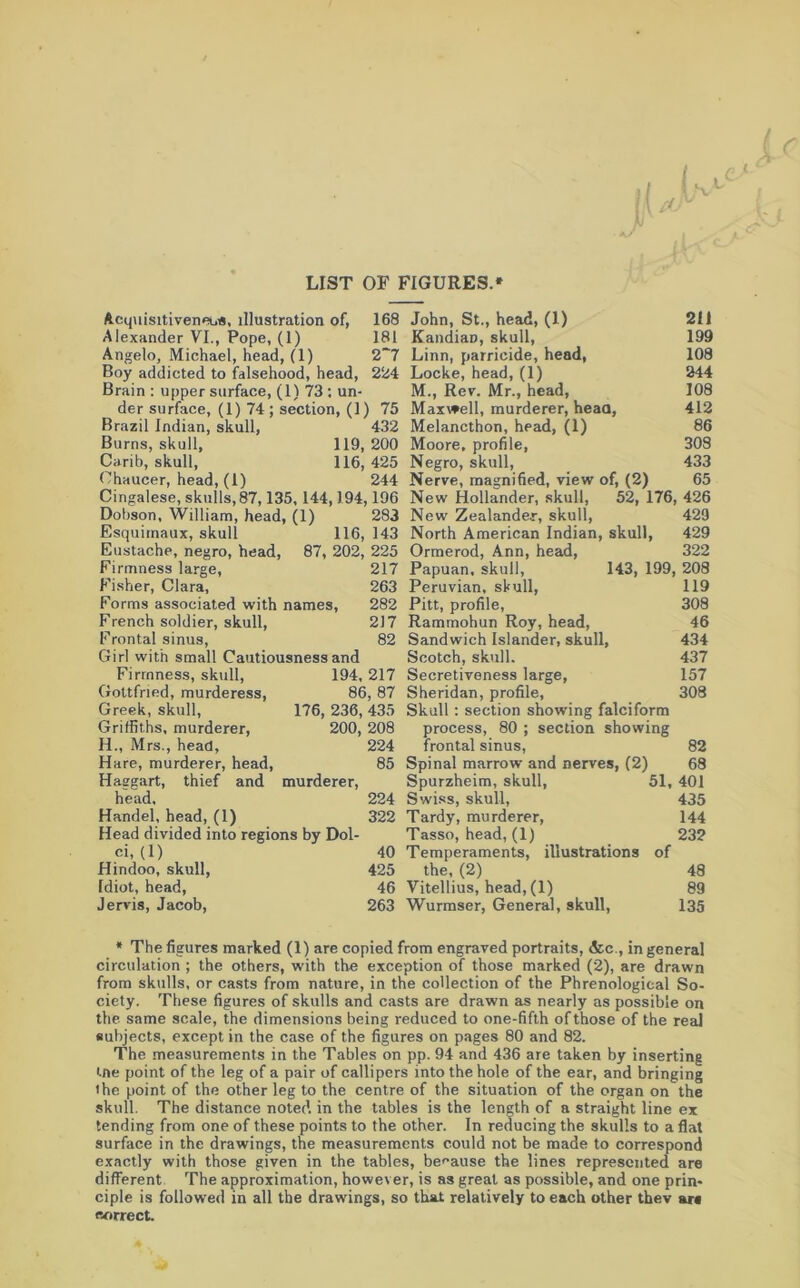 LIST OF FIGURES.*
Acquisitiveness, illustration of, 168
Alexander VI., Pope, (1) 181
Angelo, Michael, head, (1) 2 7
Boy addicted to falsehood, head, 224
Brain : upper surface, (1) 73 ; un-
der surface, (1) 74 ; section, (1) 75
Brazil Indian, skull, 432
Burns, skull, 119, 200
Carib, skull, 116, 425
Chaucer, head, (1) 244
Cingalese, skulls, 87, 135, 144, 194, 196
Dobson, William, head, (1) 283
Esquimaux, skull 116, 143
Eustache, negro, head, 87, 202, 225
Firmness large, 217
Fisher, Clara, 263
Forms associated with names, 282
French soldier, skull, 217
Frontal sinus, 82
Girl with small Cautiousness and
Firmness, skull, 194, 217
Gottfried, murderess, 86, 87
Greek, skull, 176, 236, 435
Griffiths, murderer, 200, 208
H., Mrs., head, 224
Hare, murderer, head, 85
Haggart, thief and murderer,
head, 224
Handel, head, (1) 322
Head divided into regions by Dol-
ci, (1) 40
Hindoo, skull, 425
Idiot, head, 46
Jervis, Jacob, 263
John, St., head, (1) 211
Kandian, skull, 199
Linn, parricide, head, 108
Locke, head, (1) 244
M., Rev. Mr., head, 108
Maxwell, murderer, head, 412
Melancthon, head, (1) 86
Moore, profile, 308
Negro, skull, 433
Nerve, magnified, view of, (2) 65
New Hollander, skull, 52, 176, 426
New Zealander, skull, 429
North American Indian, skull, 429
Ormerod, Ann, head, 322
Papuan, skull, 143, 199, 208
Peruvian, skull, 119
Pitt, profile, 308
Rammohun Roy, head, 46
Sandwich Islander, skull, 434
Scotch, skull. 437
Secretiveness large, 157
Sheridan, profile, 308
Skull : section showing falciform
process, 80 ; section showing
frontal sinus, 82
Spinal marrow and nerves, (2) 68
Spurzheim, skull, 51, 401
Swiss, skull, 435
Tardy, murderer, 144
Tasso, head, (1) 232
Temperaments, illustrations of
the, (2) 48
Vitellius, head, (1) 89
Wurmser, General, skull, 135
* The figures marked (1) are copied from engraved portraits, &c., in general
circulation ; the others, with the exception of those marked (2), are drawn
from skulls, or casts from nature, in the collection of the Phrenological So-
ciety. These figures of skulls and casts are drawn as nearly as possible on
the same scale, the dimensions being reduced to one-fifth of those of the real
subjects, except in the case of the figures on pages 80 and 82.
The measurements in the Tables on pp. 94 and 436 are taken by inserting
the point of the leg of a pair of callipers into the hole of the ear, and bringing
the point of the other leg to the centre of the situation of the organ on the
skull. The distance noted in the tables is the length of a straight line ex
tending from one of these points to the other. In reducing the skulls to a flat
surface in the drawings, the measurements could not be made to correspond
exactly with those given in the tables, because the lines represented are
different. The approximation, however, is as great as possible, and one prin-
ciple is followed in all the drawings, so that relatively to each other they are
correct.